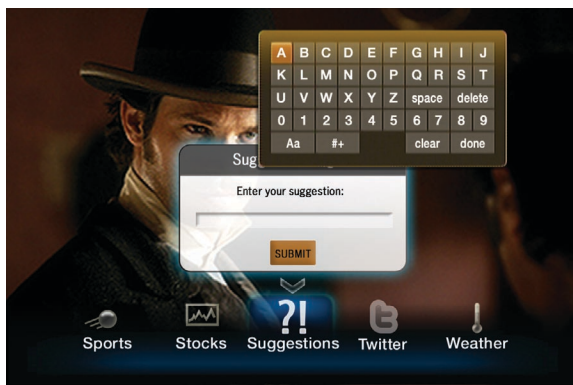 A B C D E F G H I J
K L M N O P Q R S T
U V W X Y Z space delete
0 1 2 3 4 5 6 7 8 9
Aa #+ clear done
Sug
Enter your suggestion:
SUBMIT
?!
Sports Stocks Suggestions Twitter Weather